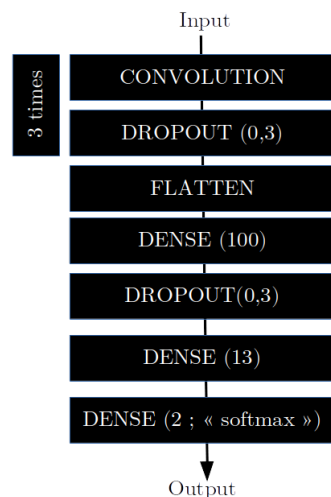 Input
3 times
CONVOLUTION
DROPOUT (0,3)
FLATTEN
DENSE (100)
DROPOUT(0,3)
DENSE (13)
DENSE (2 ; « softmax »)
Output